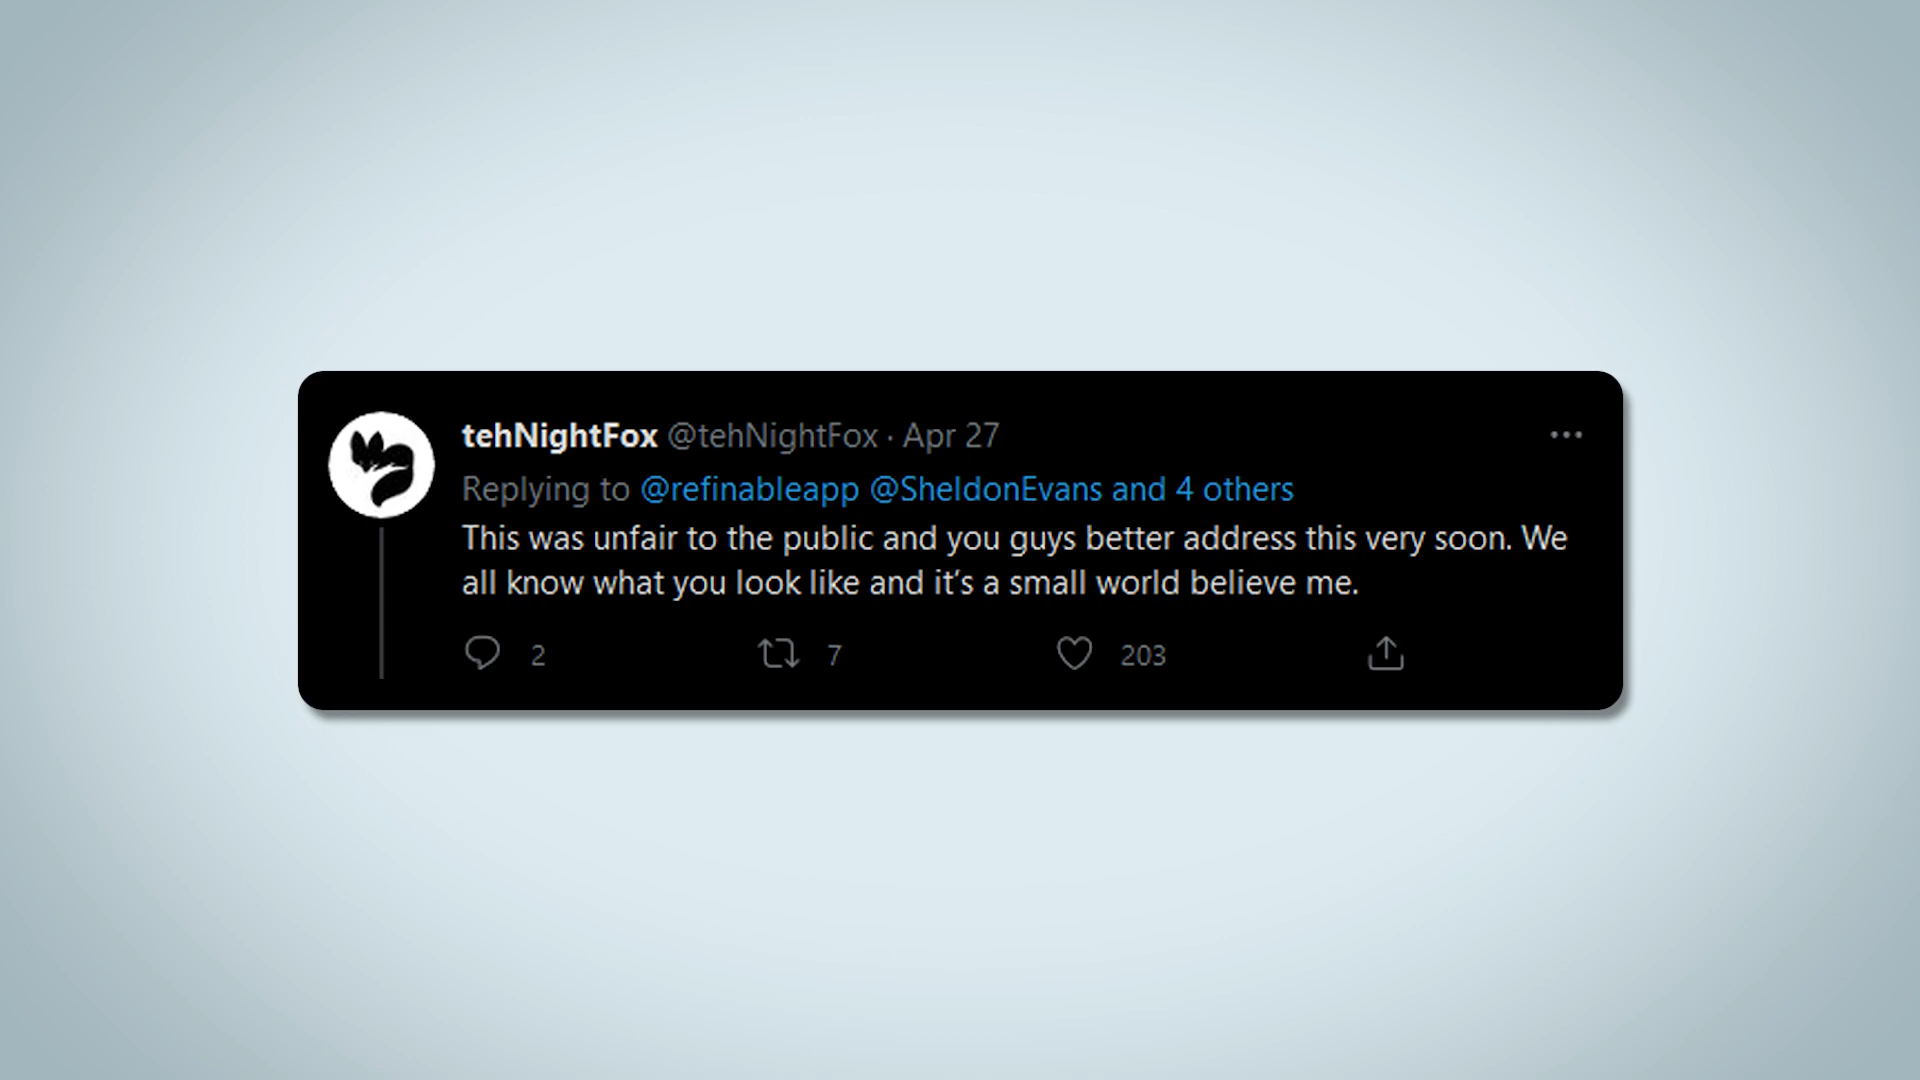 tehNightFox @tehNightFox · Apr 27
Replying to @refinableapp @SheldonEvans and 4 others
This was unfair to the public and you guys better address this very soon. We
all know what you look like and it’s a small world believe me.
2 7 203